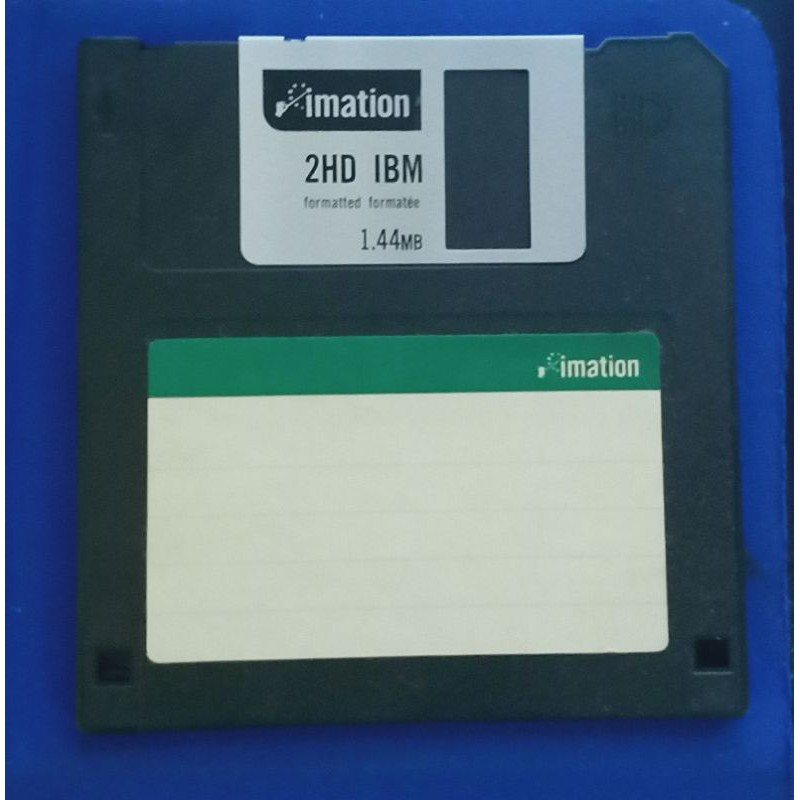 imation
2HD IBM
formatted formatée
1.44MB
HD
imation